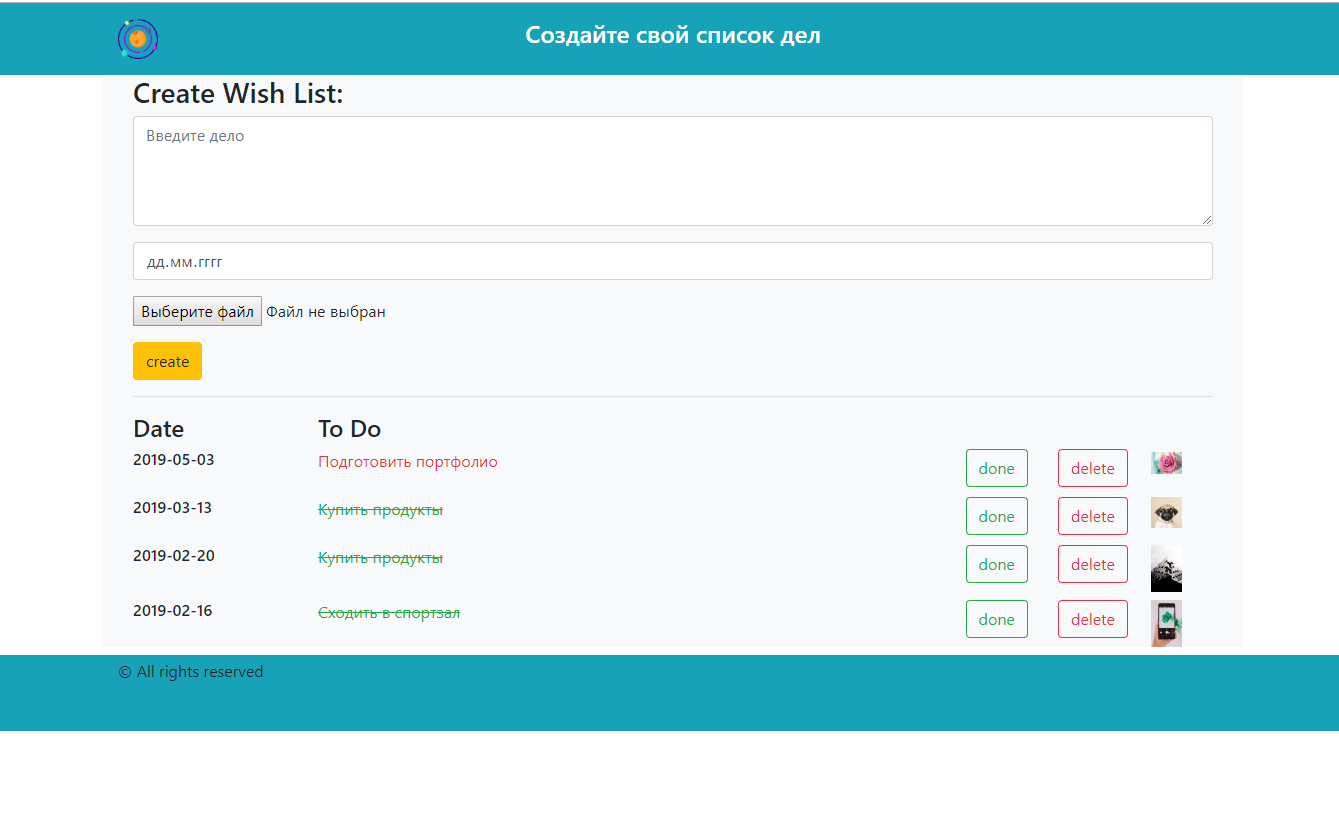 Создайте свой список дел
Create Wish List:
Введите дело
дд.мм.гггг
Выберите файл Файл не выбран
create
Date To Do
2019-05-03 Подготовить портфолио done delete
2019-03-13 Купить продукты done delete
2019-02-20 Купить продукты done delete
2019-02-16 Сходить в спортзал done delete
© All rights reserved